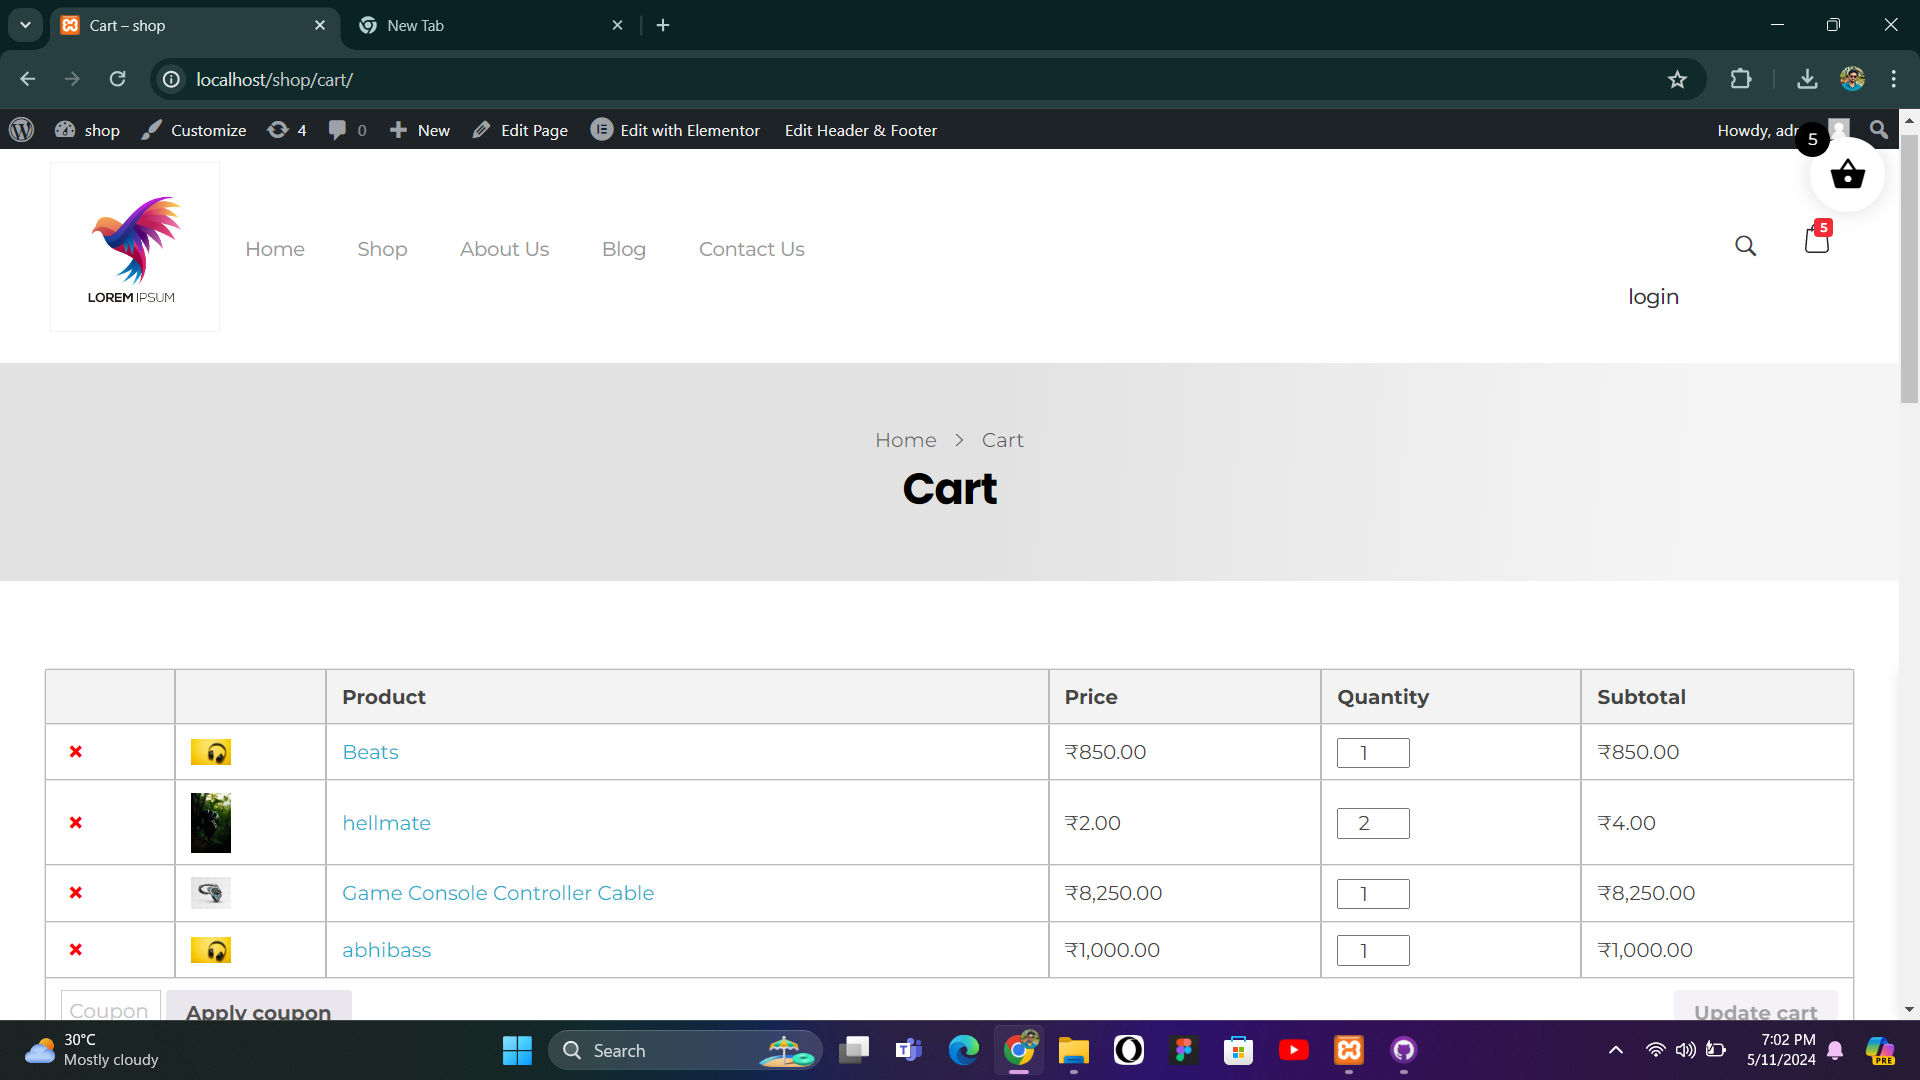 Cart – shop
New Tab
localhost/shop/cart/
shop Customize 4 0 New Edit Page Edit with Elementor Edit Header & Footer
Howdy,
5
LOREM IPSUM
Home Shop About Us Blog Contact Us
5
login
Home > Cart
Cart
Product Price Quantity Subtotal
Beats ₹850.00 1 ₹850.00
hellmate ₹2.00 2 ₹4.00
Game Console Controller Cable ₹8,250.00 1 ₹8,250.00
abhibass ₹1,000.00 1 ₹1,000.00
Coupon Apply coupon Update cart
30°C
Mostly cloudy
Search
7:02 PM
5/11/2024
PRE